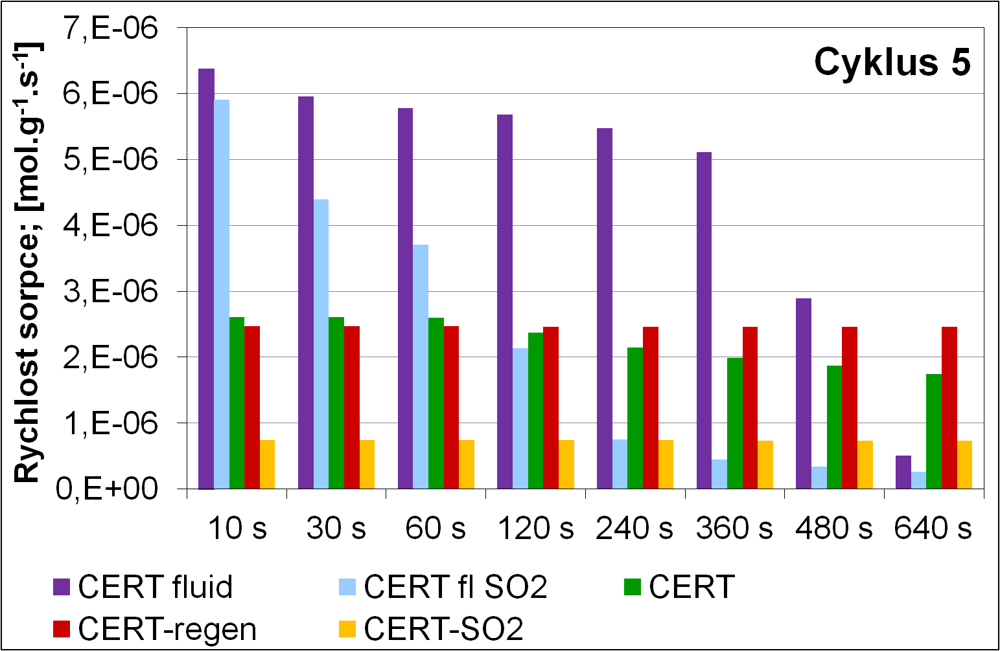 Cyklus 5
Rychlost sorpce; [mol.g-1.s-1]
7,E-06
6,E-06
5,E-06
4,E-06
3,E-06
2,E-06
1,E-06
0,E+00
10 s 30 s 60 s 120 s 240 s 360 s 480 s 640 s
CERT fluid CERT fl SO2 CERT
CERT-regen CERT-SO2